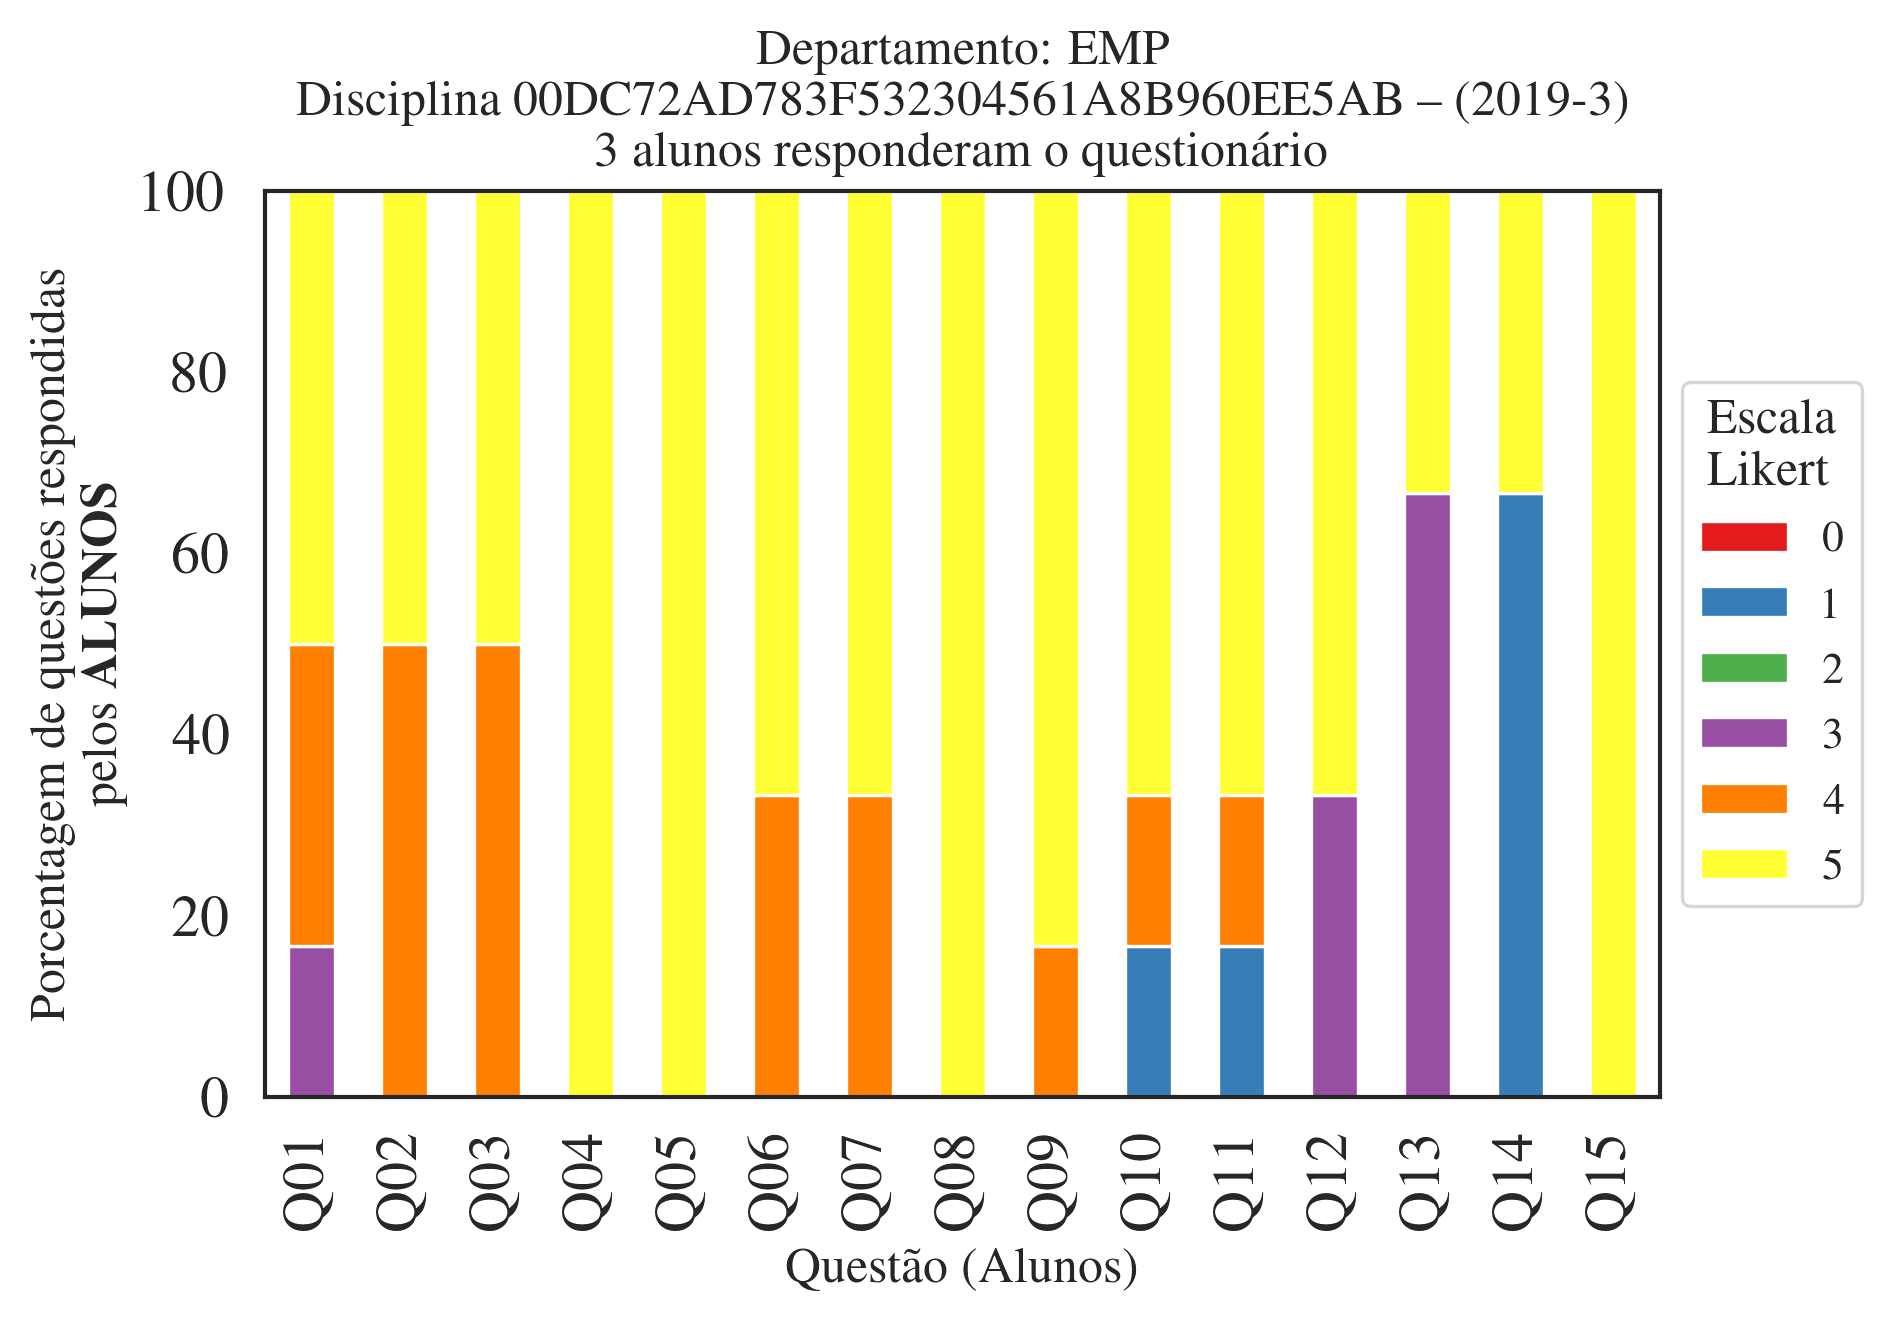 Departamento: EMP
Disciplina 00DC72AD783F532304561A8B960EE5AB – (2019-3)
3 alunos responderam o questionário
Porcentagem de questões respondidas
pelos ALUNOS
100
80
60
40
20
0
Q01
Q02
Q03
Q04
Q05
Q06
Q07
Q08
Q09
Q10
Q11
Q12
Q13
Q14
Q15
Questão (Alunos)
Escala
Likert
0
1
2
3
4
5